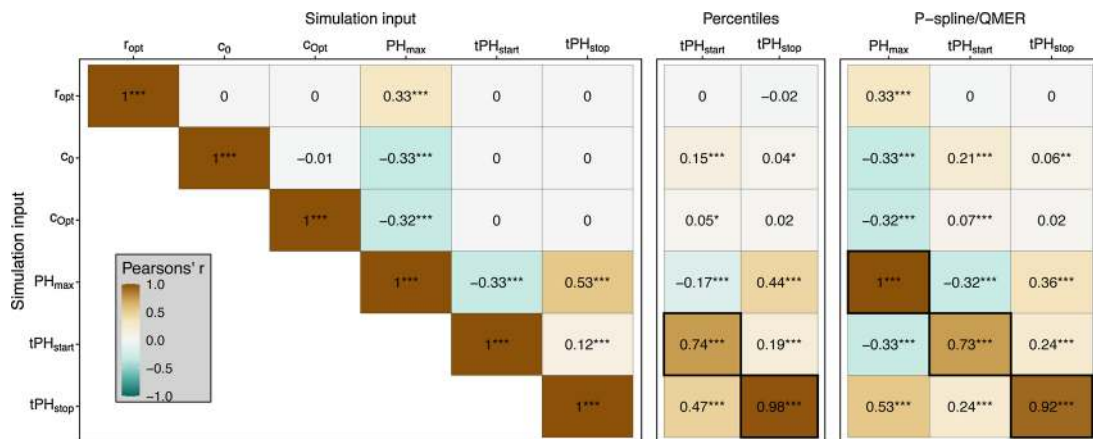 Simulation input Percentiles P-spline/QMER
r_opt c_0 c_Opt PH_max tPH_start tPH_stop tPH_start tPH_stop PH_max tPH_start tPH_stop
r_opt 1*** 0 0 0.33*** 0 0 0 −0.02 0.33*** 0 0
c_0 1*** −0.01 −0.33*** 0 0 0.15*** 0.04* −0.33*** 0.21*** 0.06**
c_Opt 1*** −0.32*** 0 0 0.05* 0.02 −0.32*** 0.07*** 0.02
PH_max 1*** −0.33*** 0.53*** −0.17*** 0.44*** 1*** −0.32*** 0.36***
tPH_start 1*** 0.12*** 0.74*** 0.19*** −0.33*** 0.73*** 0.24***
tPH_stop 1*** 0.47*** 0.98*** 0.53*** 0.24*** 0.92***
Simulation input
Pearsons' r
1.0
0.5
0.0
−0.5
−1.0